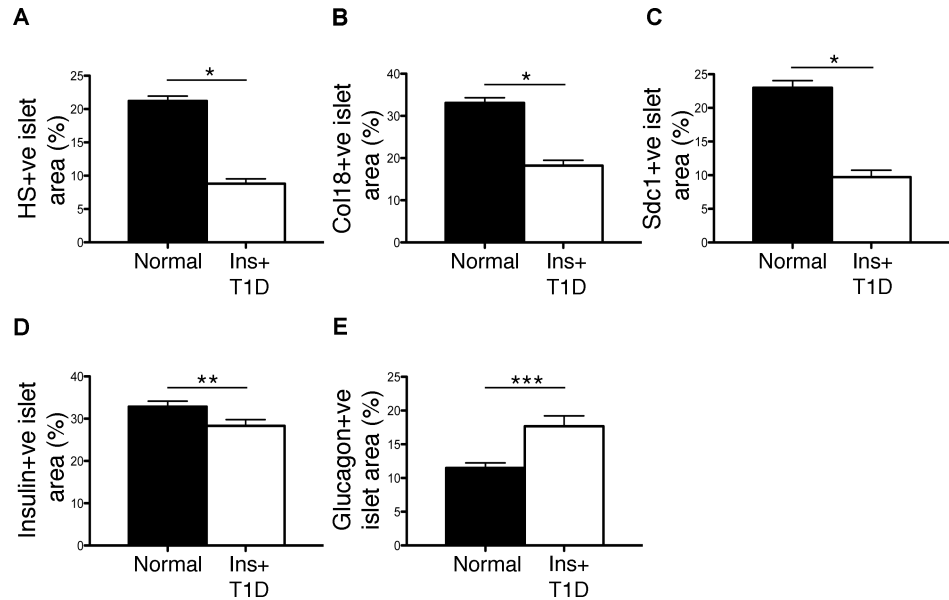 A
HS+ve islet
area (%)
25
20
15
10
5
0
*
Normal
Ins+
T1D
B
Col18+ve islet
area (%)
40
30
20
10
0
*
Normal
Ins+
T1D
C
Sdc1+ve islet
area (%)
25
20
15
10
5
0
*
Normal
Ins+
T1D
D
Insulin+ve islet
area (%)
40
30
20
10
0
**
Normal
Ins+
T1D
E
Glucagon+ve
islet area (%)
25
20
15
10
5
0
***
Normal
Ins+
T1D